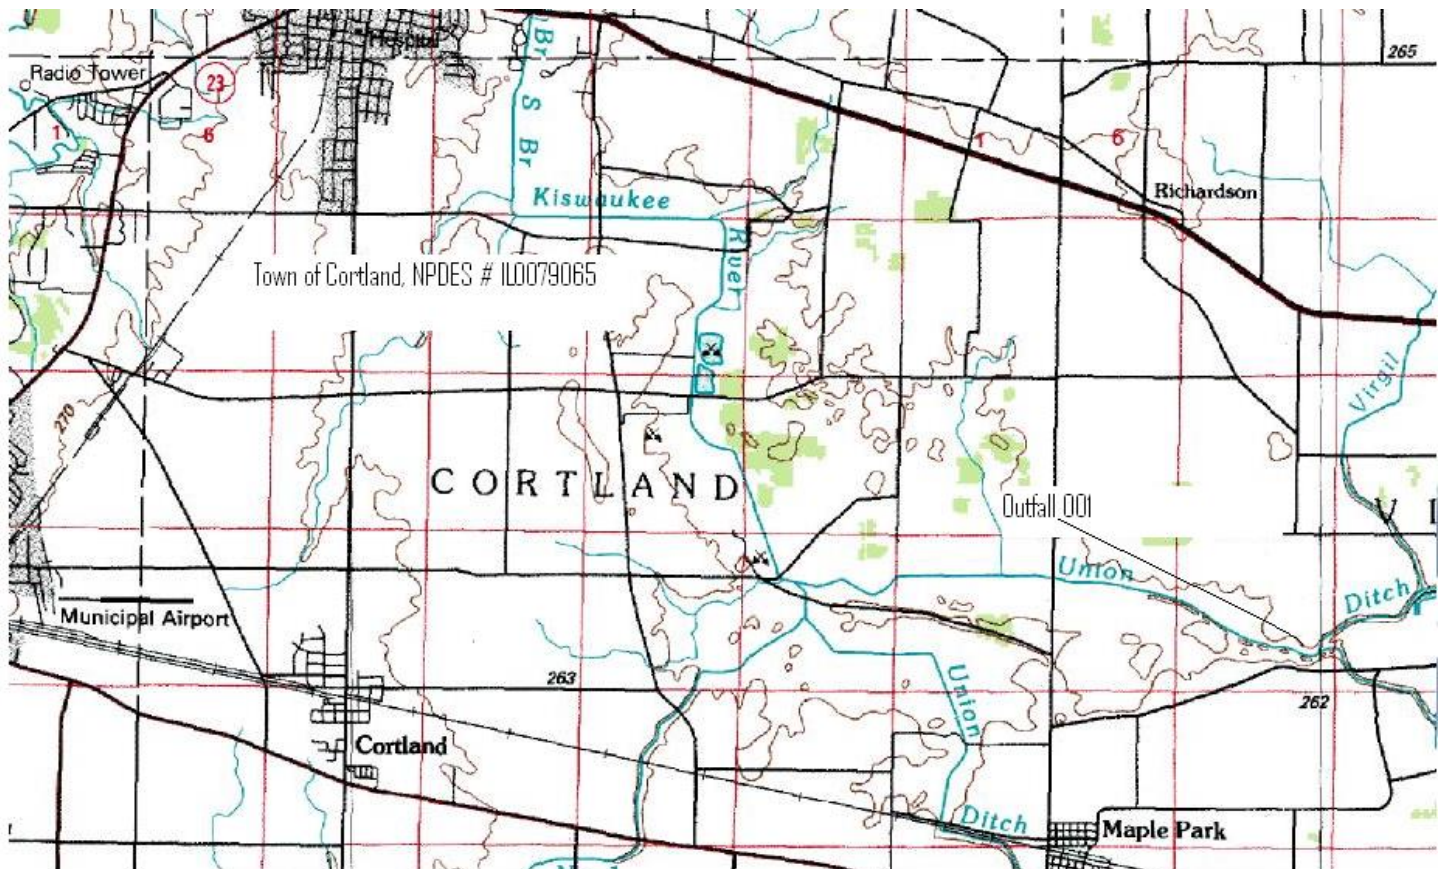 Hospital
265
Radio Tower
23
Br S Br
1
6
1
6
Richardson
Kiswaukee
River
Town of Cortland, NPDES # IL0079065
Virgil
270
CORTLAND
Outfall 001
V I
Union
Ditch
Municipal Airport
263
Union
262
Cortland
Ditch
Maple Park